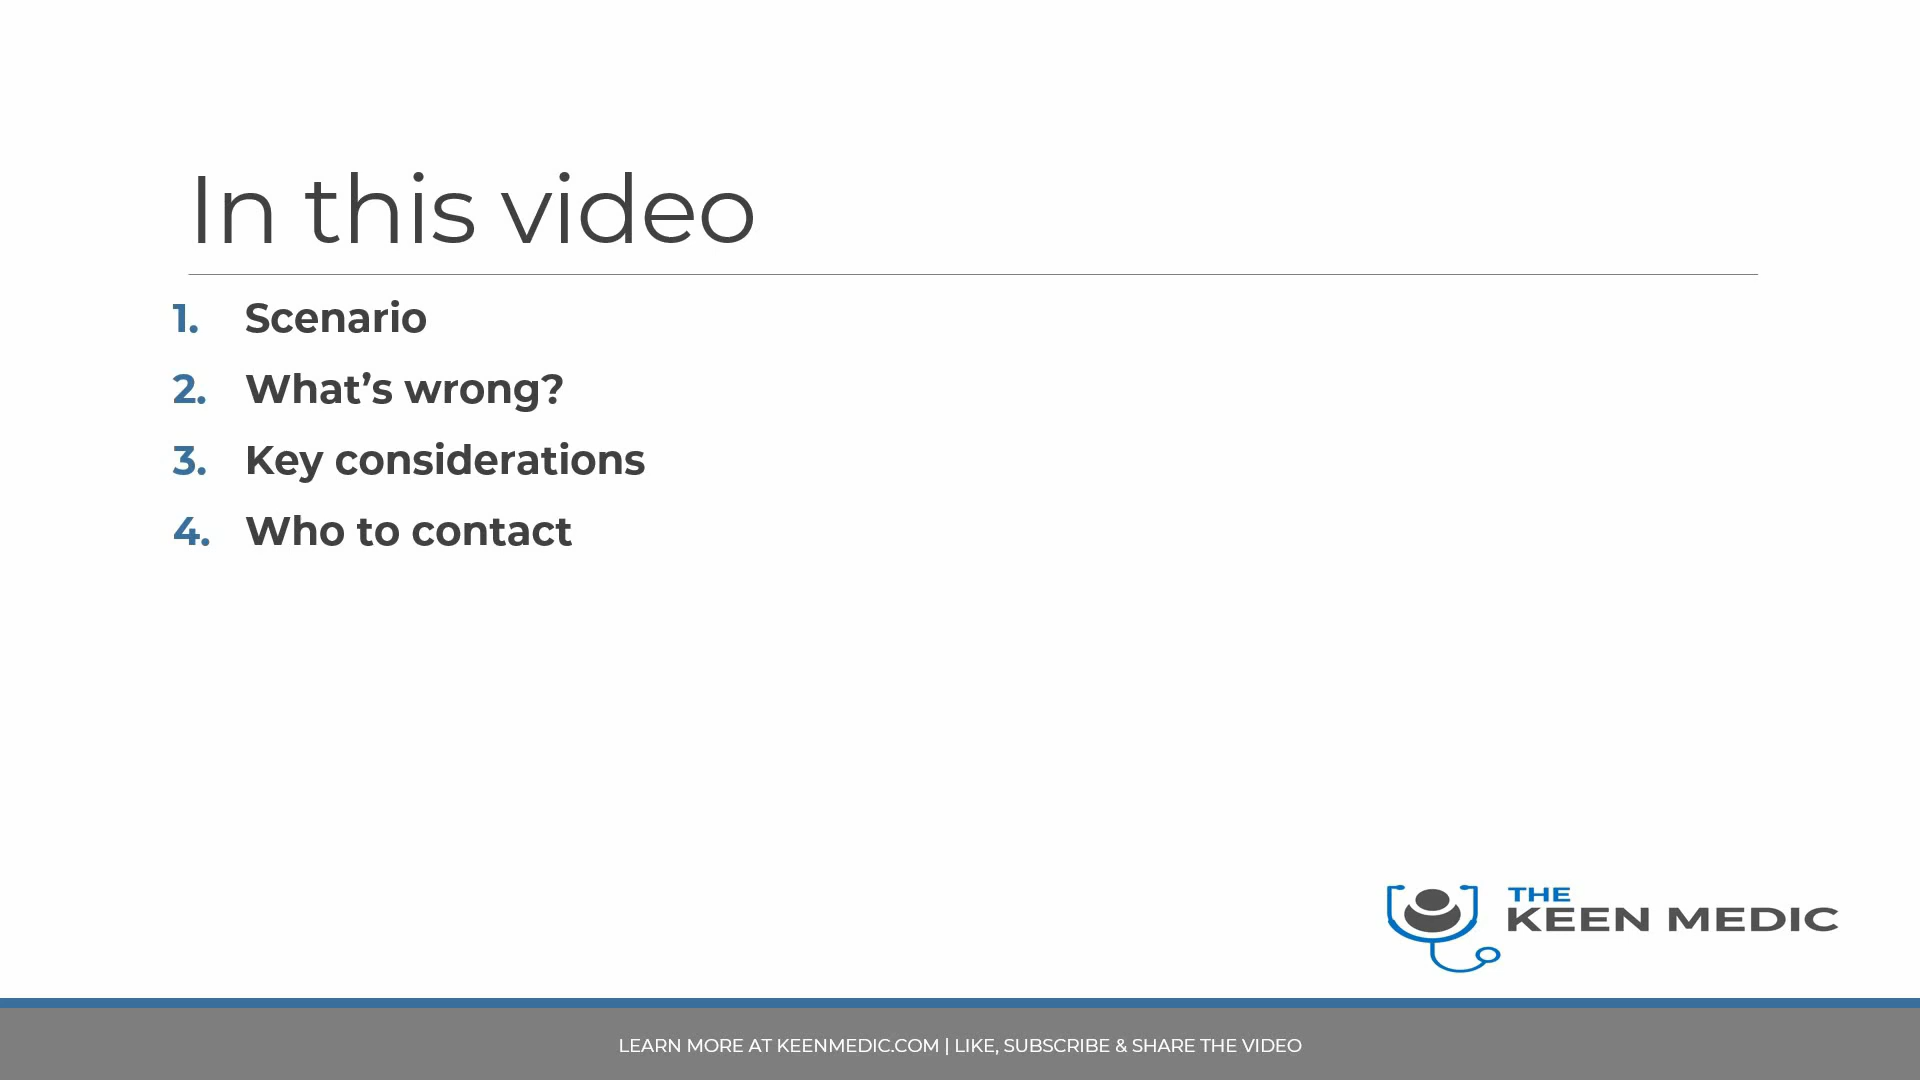 In this video
1. Scenario
2. What’s wrong?
3. Key considerations
4. Who to contact
THE
KEEN MEDIC
LEARN MORE AT KEENMEDIC.COM | LIKE, SUBSCRIBE & SHARE THE VIDEO